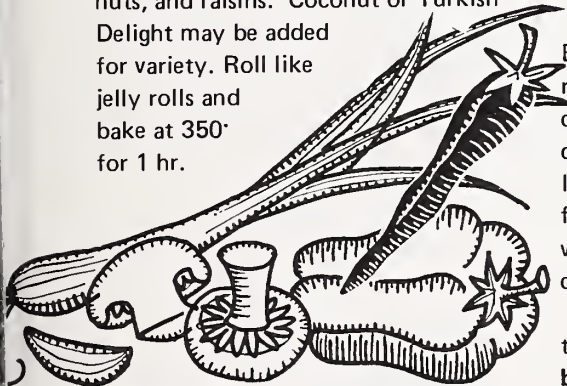 nuts, and raisins. Coconut or Turkish
Delight may be added
for variety. Roll like
jelly rolls and
bake at 350°
for 1 hr.